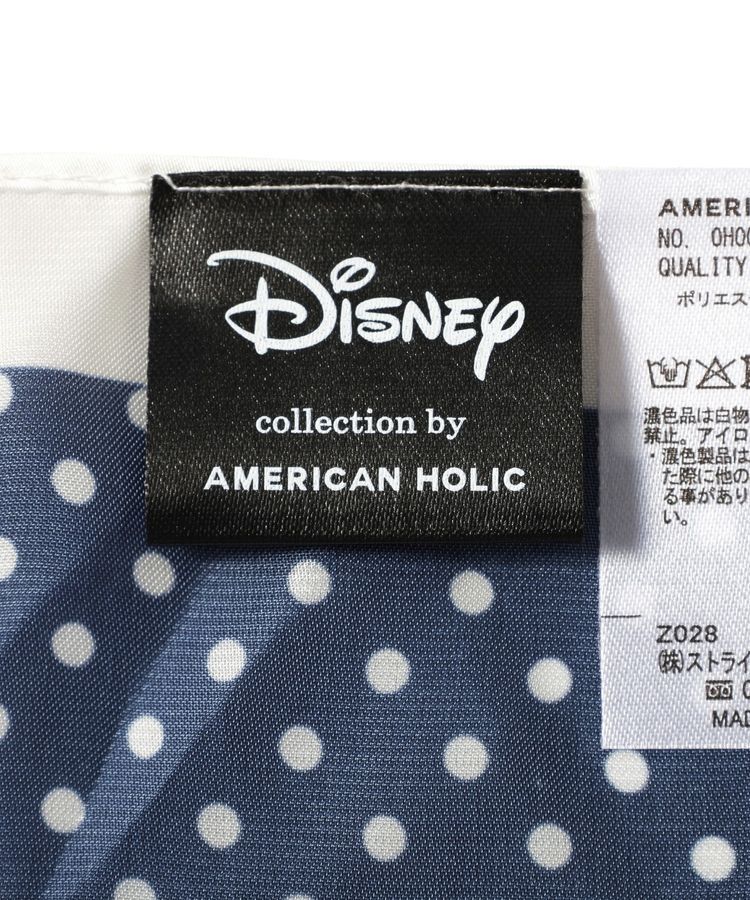 Disney
collection by
AMERICAN HOLIC
AMERI
NO. 0H00
QUALITY
ポリエス
濃色品は白物
禁止。アイロ
・濃色製品は
た際に他の
る事があり
い。
Z028
(株)ストライ
MAD